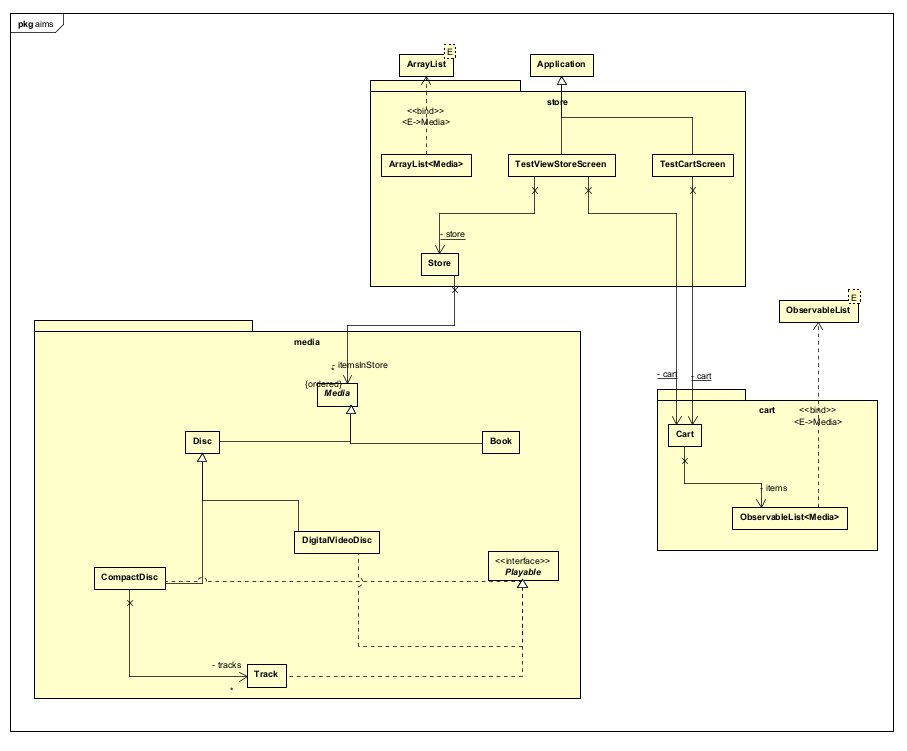 pkg aims
E
ArrayList
Application
store
<<bind>>
<E->Media>
ArrayList<Media>
TestViewStoreScreen
TestCartScreen
- store
Store
E
ObservableList
media
- itemsInStore
*
{ordered}
Media
- cart
- cart
cart
<<bind>>
<E->Media>
Disc
Book
Cart
- items
ObservableList<Media>
DigitalVideoDisc
<<interface>>
Playable
CompactDisc
- tracks
Track
*